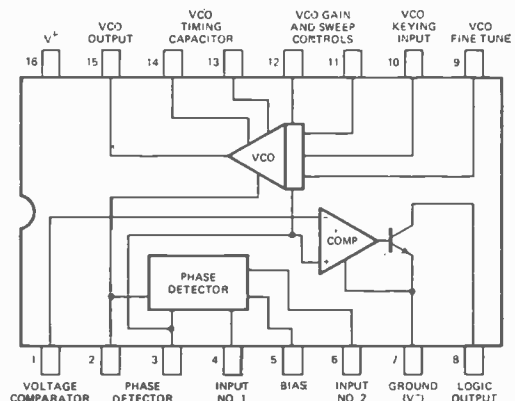 V+
VCO
OUTPUT
VCO
TIMING
CAPACITOR
VCO GAIN
AND SWEEP
CONTROLS
VCO
KEYING
INPUT
VCO
FINE TUNE
16
15
14
13
12
11
10
9
VCO
-
+
COMP
+
PHASE
DETECTOR
1
2
3
4
5
6
7
8
VOLTAGE
COMPARATOR
PHASE
DETECTOR
INPUT
NO. 1
BIAS
INPUT
NO. 2
GROUND
(V-)
LOGIC
OUTPUT